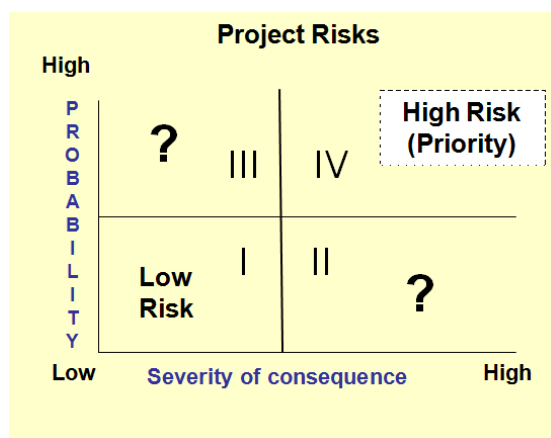 Project Risks
High
PROBABILITY
?
III
IV
High Risk
(Priority)
Low
Risk
I
II
?
Low
Severity of consequence
High